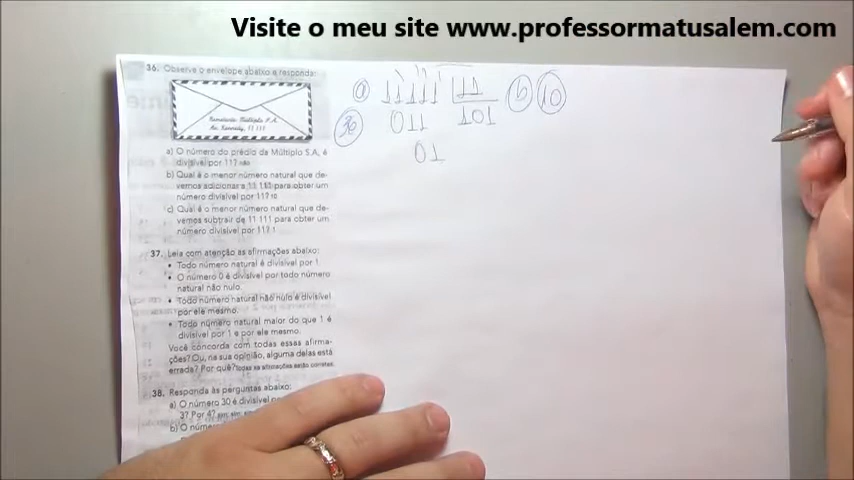 Visite o meu site www.professormatusalem.com
36. Observe o envelope abaixo e responda:
Av. Kennedy, 11 111
a) O número do prédio da Múltiplo S.A. é
divisível por 11? não
b) Qual é o menor número natural que de-
vemos adicionar a 11 111 para obter um
número divisível por 11? 10
c) Qual é o menor número natural que de-
vemos subtrair de 11 111 para obter um
número divisível por 11? 1
37. Leia com atenção as afirmações abaixo:
• Todo número natural é divisível por 1.
• O número 0 é divisível por todo número
natural não nulo.
• Todo número natural não nulo é divisível
por ele mesmo.
• Todo número natural maior do que 1 é
divisível por 1 e por ele mesmo.
Você concorda com todas essas afirma-
ções? Ou, na sua opinião, alguma delas está
errada? Por quê? Todas as afirmações estão corretas.
38. Responda às perguntas abaixo:
a) O número 30 é divisível
3? Por 4?
b) O núm
a) 11111 11 b) 10
36 011 101
01